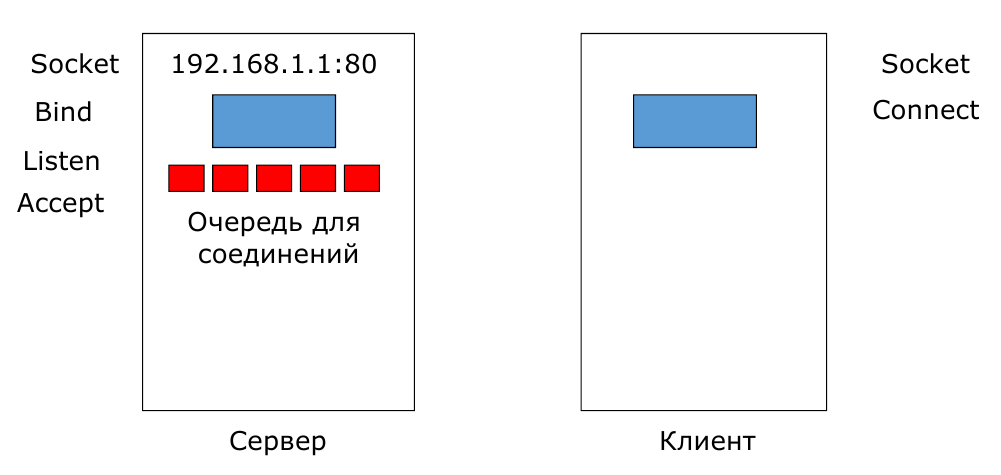 Socket
Bind
Listen
Accept
192.168.1.1:80
Очередь для
соединений
Сервер
Socket
Connect
Клиент